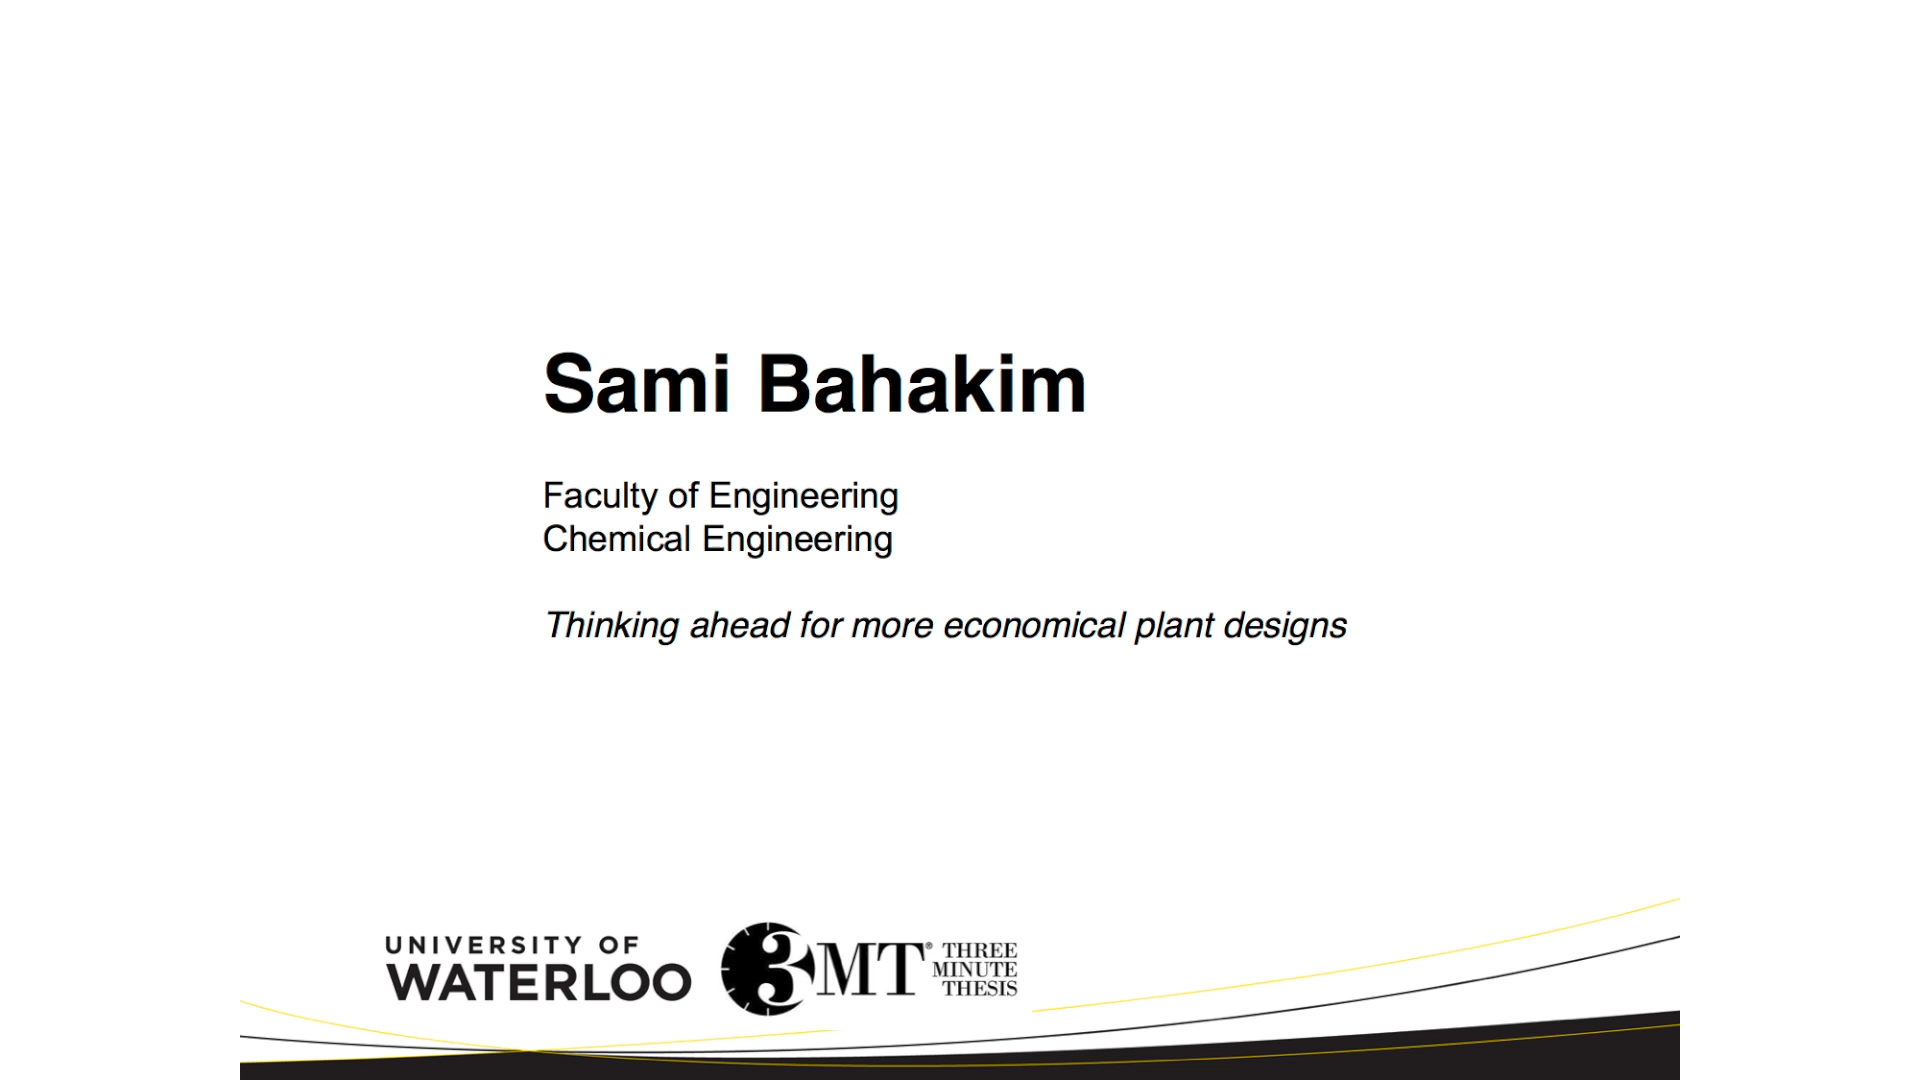 Sami Bahakim
Faculty of Engineering
Chemical Engineering
Thinking ahead for more economical plant designs
UNIVERSITY OF
WATERLOO
3MT® THREE
MINUTE
THESIS